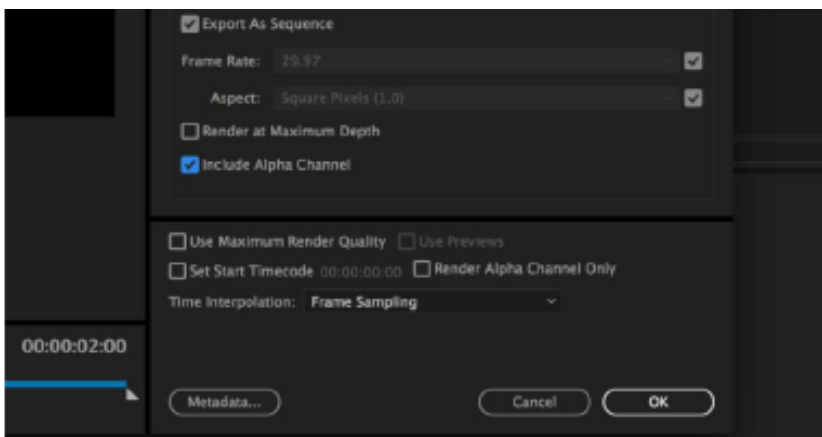 Export As Sequence
Frame Rate: 29.97
Aspect: Square Pixels (1.0)
Render at Maximum Depth
Include Alpha Channel
Use Maximum Render Quality Use Previews
Set Start Timecode 00:00:00:00 Render Alpha Channel Only
Time Interpolation: Frame Sampling
00:00:02:00
Metadata... Cancel OK